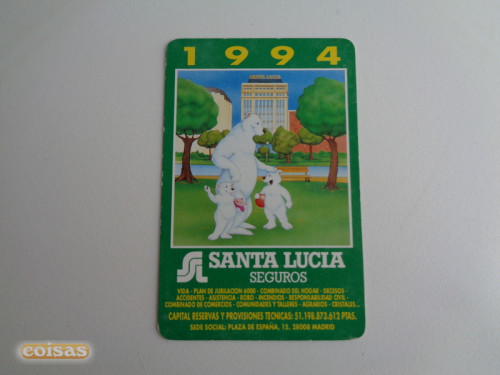 1994
SANTA LUCIA
SANTA LUCIA
SEGUROS
VIDA - PLAN DE JUBILACION 6000 - COMBINADO DEL HOGAR - DECESOS -
ACCIDENTES - ASISTENCIA - ROBO - INCENDIOS - RESPONSABILIDAD CIVIL -
COMBINADO DE COMERCIOS - COMUNIDADES Y TALLERES - AGRARIOS - CRISTALES...
CAPITAL RESERVAS Y PROVISIONES TECNICAS: 51.198.873.612 PTAS.
SEDE SOCIAL: PLAZA DE ESPAÑA, 15. 28008 MADRID
coisas